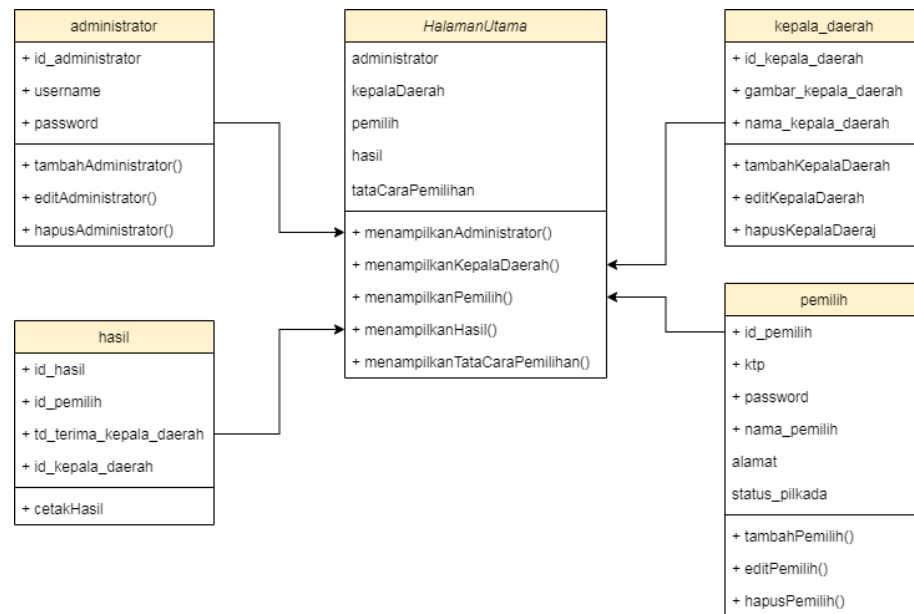 administrator
+ id_administrator
+ username
+ password
+ tambahAdministrator()
+ editAdministrator()
+ hapusAdministrator()
HalamanUtama
administrator
kepalaDaerah
pemilih
hasil
tataCaraPemilihan
+ menampilkanAdministrator()
+ menampilkanKepalaDaerah()
+ menampilkanPemilih()
+ menampilkanHasil()
+ menampilkanTataCaraPemilihan()
kepala_daerah
+ id_kepala_daerah
+ gambar_kepala_daerah
+ nama_kepala_daerah
+ tambahKepalaDaerah
+ editKepalaDaerah
+ hapusKepalaDaeraj
hasil
+ id_hasil
+ id_pemilih
+ td_terima_kepala_daerah
+ id_kepala_daerah
+ cetakHasil
pemilih
+ id_pemilih
+ ktp
+ password
+ nama_pemilih
alamat
status_pilkada
+ tambahPemilih()
+ editPemilih()
+ hapusPemilih()